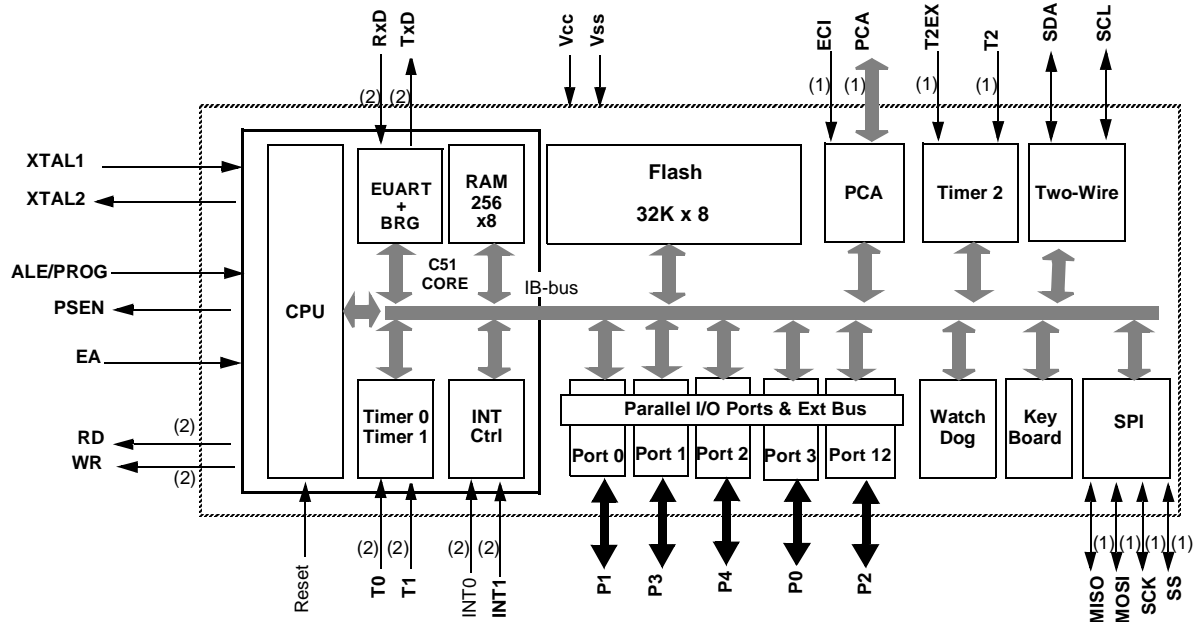 RxD
TxD
Vcc
Vss
ECI
PCA
T2EX
T2
SDA
SCL
(2)
(2)
(1)
(1)
(1)
(1)
XTAL1
XTAL2
ALE/PROG
PSEN
EA
RD
(2)
WR
(2)
CPU
EUART
+
BRG
RAM
256
x8
C51
CORE
IB-bus
Flash
32K x 8
PCA
Timer 2
Two-Wire
Timer 0
Timer 1
INT
Ctrl
Parallel I/O Ports & Ext Bus
Port 0
Port 1
Port 2
Port 3
Port 12
Watch
Dog
Key
Board
SPI
(2)
(2)
(2)
(2)
(1)
(1)
(1)
(1)
Reset
T0
T1
INT0
INT1
P1
P3
P4
P0
P2
MISO
MOSI
SCK
SS